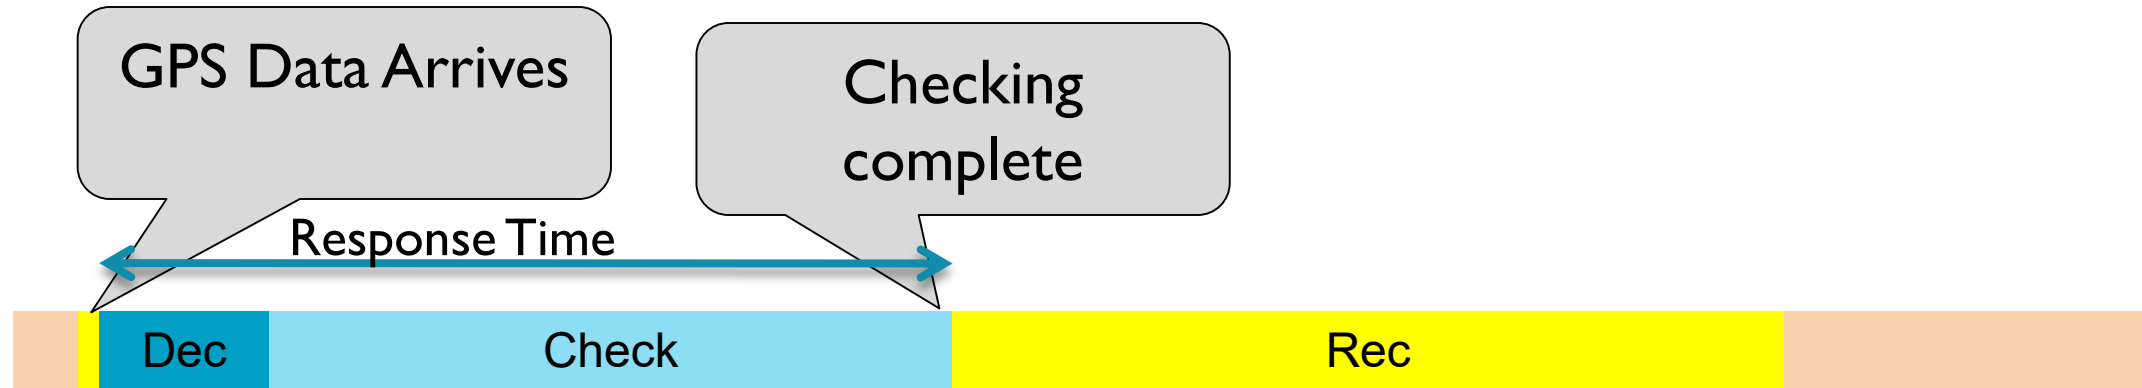 GPS Data Arrives
Checking
complete
Response Time
Dec
Check
Rec